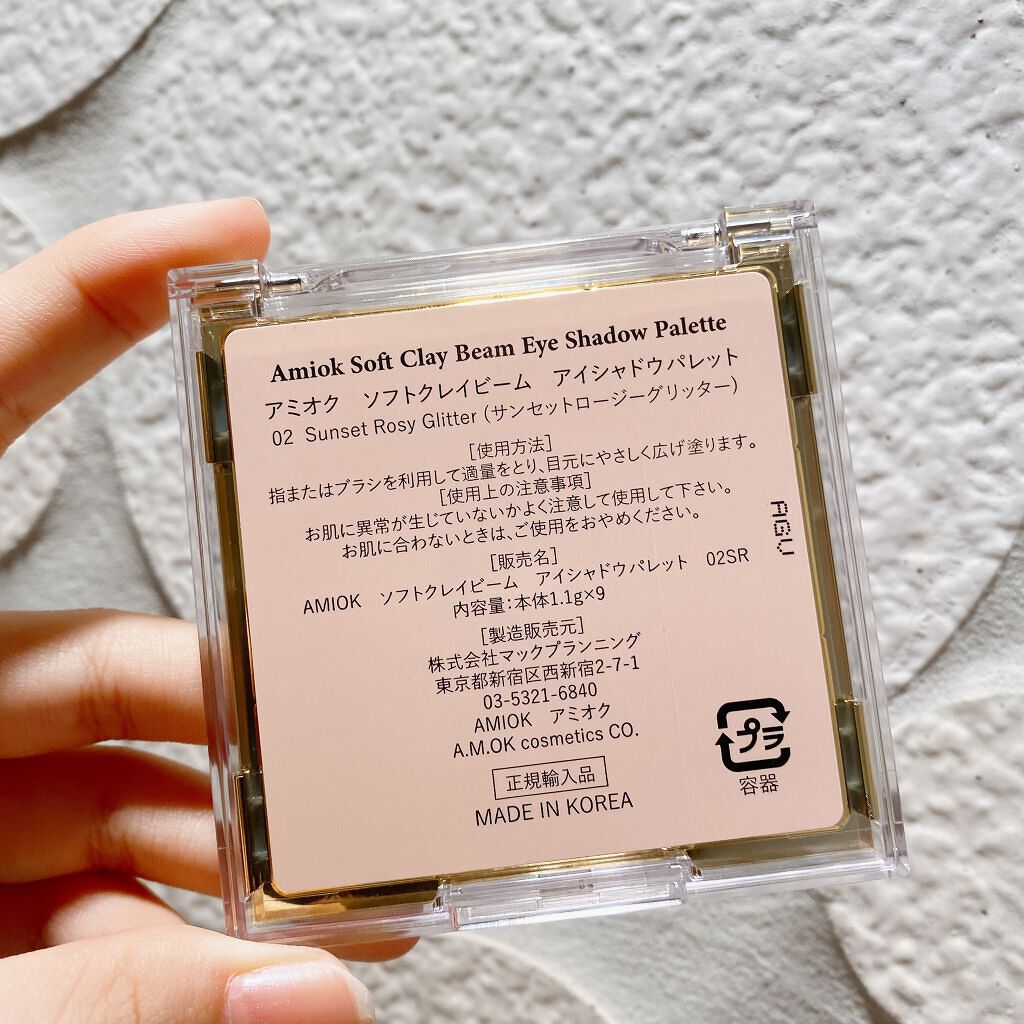 Amiok Soft Clay Beam Eye Shadow Palette
アミオク　ソフトクレイビーム　アイシャドウパレット
02 Sunset Rosy Glitter (サンセットロージーグリッター)
[使用方法]
指またはブラシを利用して適量をとり、目元にやさしく広げ塗ります。
[使用上の注意事項]
お肌に異常が生じていないかよく注意して使用して下さい。
お肌に合わないときは、ご使用をおやめください。
[販売名]
AMIOK　ソフトクレイビーム　アイシャドウパレット　02SR
内容量：本体1.1g×9
[製造販売元]
株式会社マックプランニング
東京都新宿区西新宿2-7-1
03-5321-6840
AMIOK　アミオク
A.M.OK cosmetics CO.
正規輸入品
MADE IN KOREA
AGU
プラ
容器